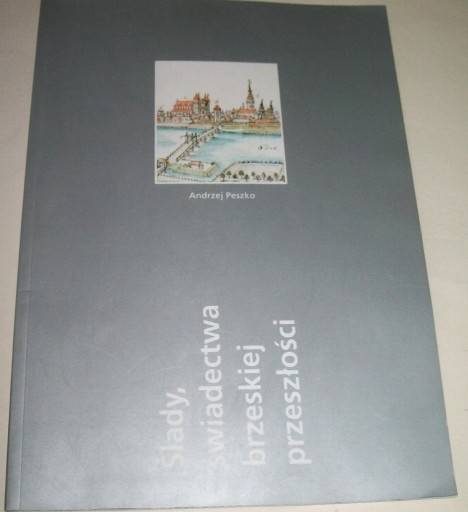 Andrzej Peszko
Ślady,
świadectwa
brzeskiej
przeszłości